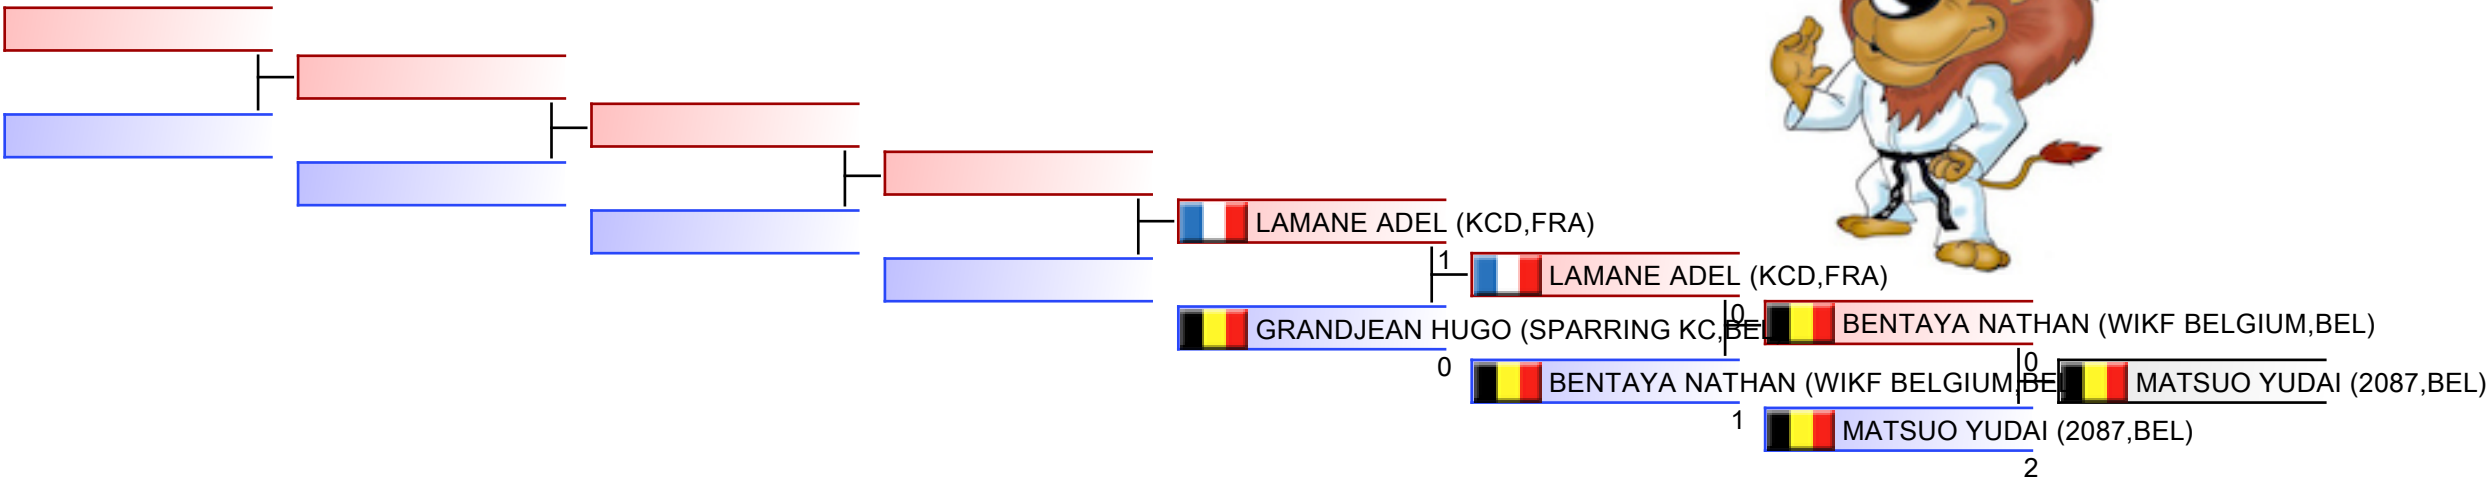 LAMANE ADEL (KCD,FRA)
1
LAMANE ADEL (KCD,FRA)
GRANDJEAN HUGO (SPARRING KC,BEL
0
0
BENTAYA NATHAN (WIKF BELGIUM,BEL)
BENTAYA NATHAN (WIKF BELGIUM,BEL
1
0
MATSUO YUDAI (2087,BEL)
MATSUO YUDAI (2087,BEL)
2